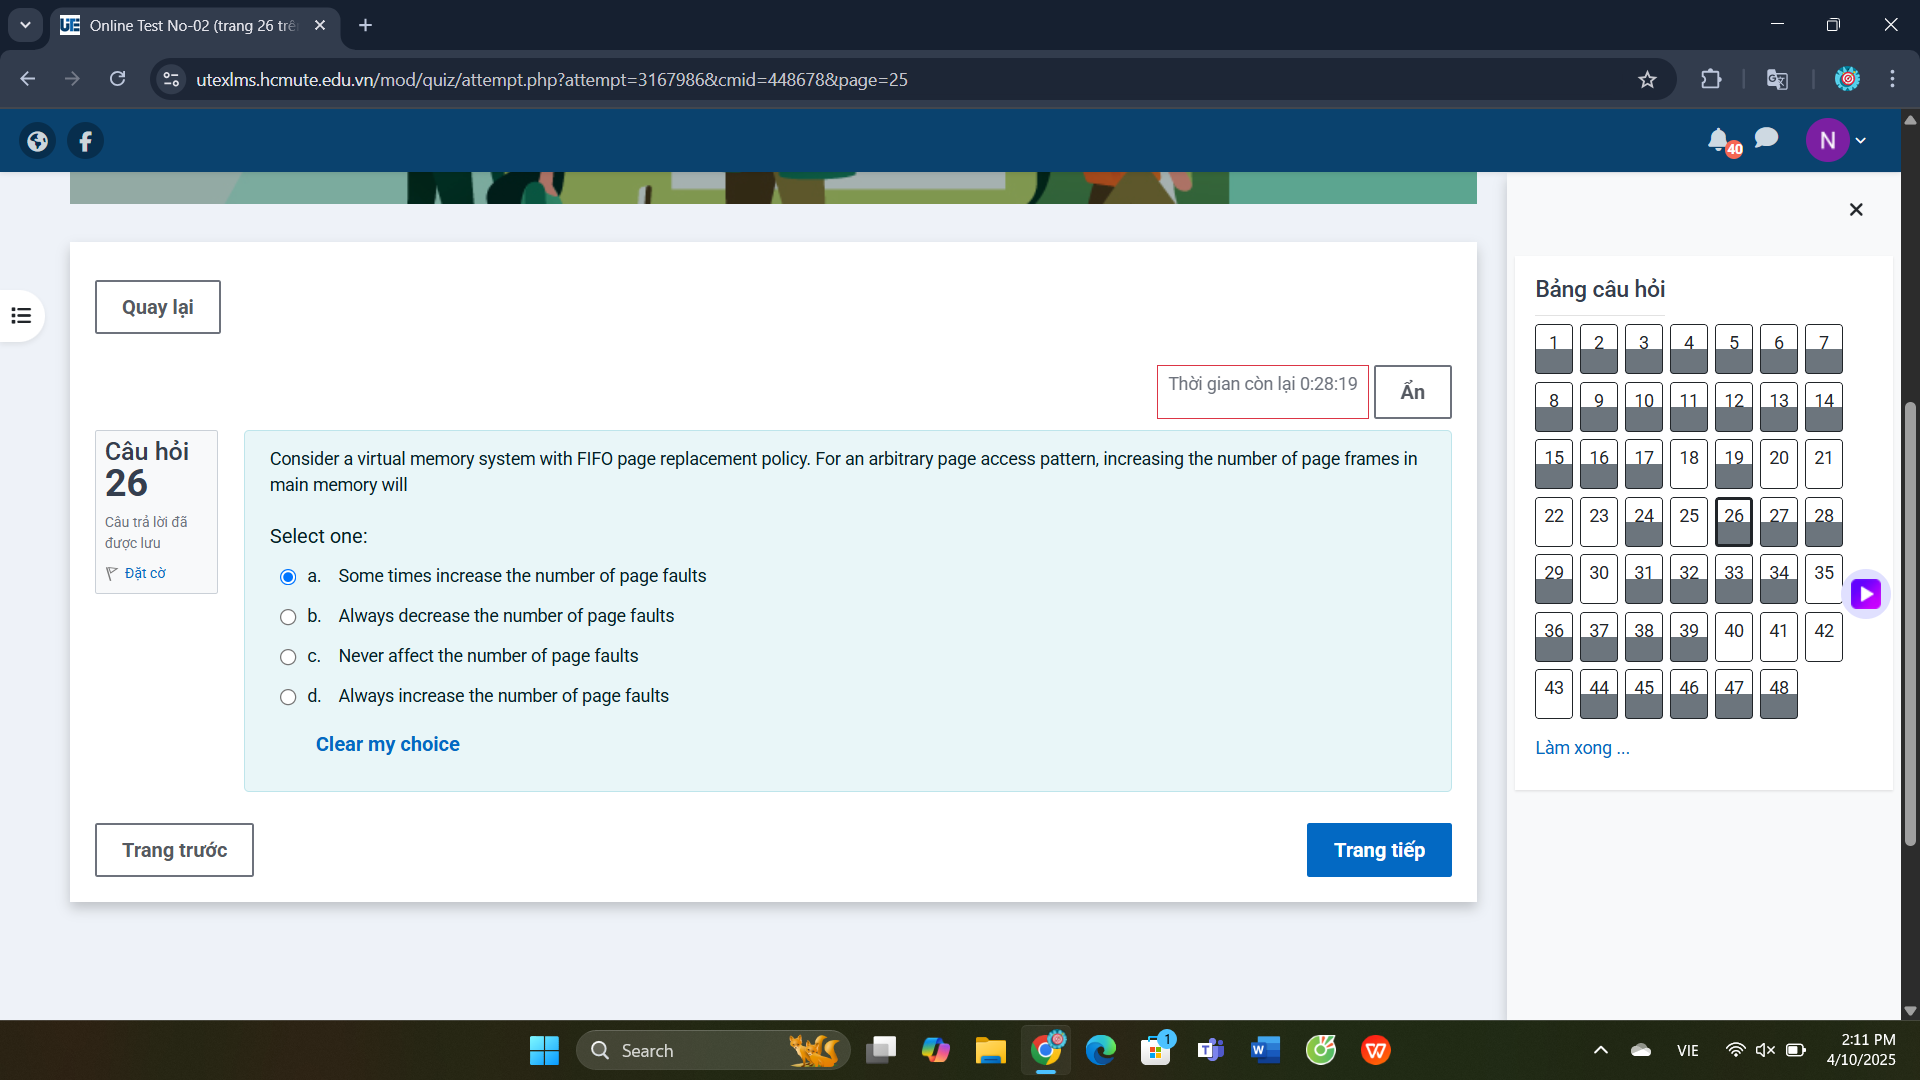 Online Test No-02 (trang 26 trê
utexlms.hcmute.edu.vn/mod/quiz/attempt.php?attempt=3167986&cmid=448678&page=25
40
N
Quay lại
Thời gian còn lại 0:28:19
Ẩn
Câu hỏi
26
Câu trả lời đã
được lưu
Đặt cờ
Consider a virtual memory system with FIFO page replacement policy. For an arbitrary page access pattern, increasing the number of page frames in
main memory will
Select one:
a. Some times increase the number of page faults
b. Always decrease the number of page faults
c. Never affect the number of page faults
d. Always increase the number of page faults
Clear my choice
Trang trước
Trang tiếp
Bảng câu hỏi
1 2 3 4 5 6 7
8 9 10 11 12 13 14
15 16 17 18 19 20 21
22 23 24 25 26 27 28
29 30 31 32 33 34 35
36 37 38 39 40 41 42
43 44 45 46 47 48
Làm xong ...
Search
1
VIE
2:11 PM
4/10/2025